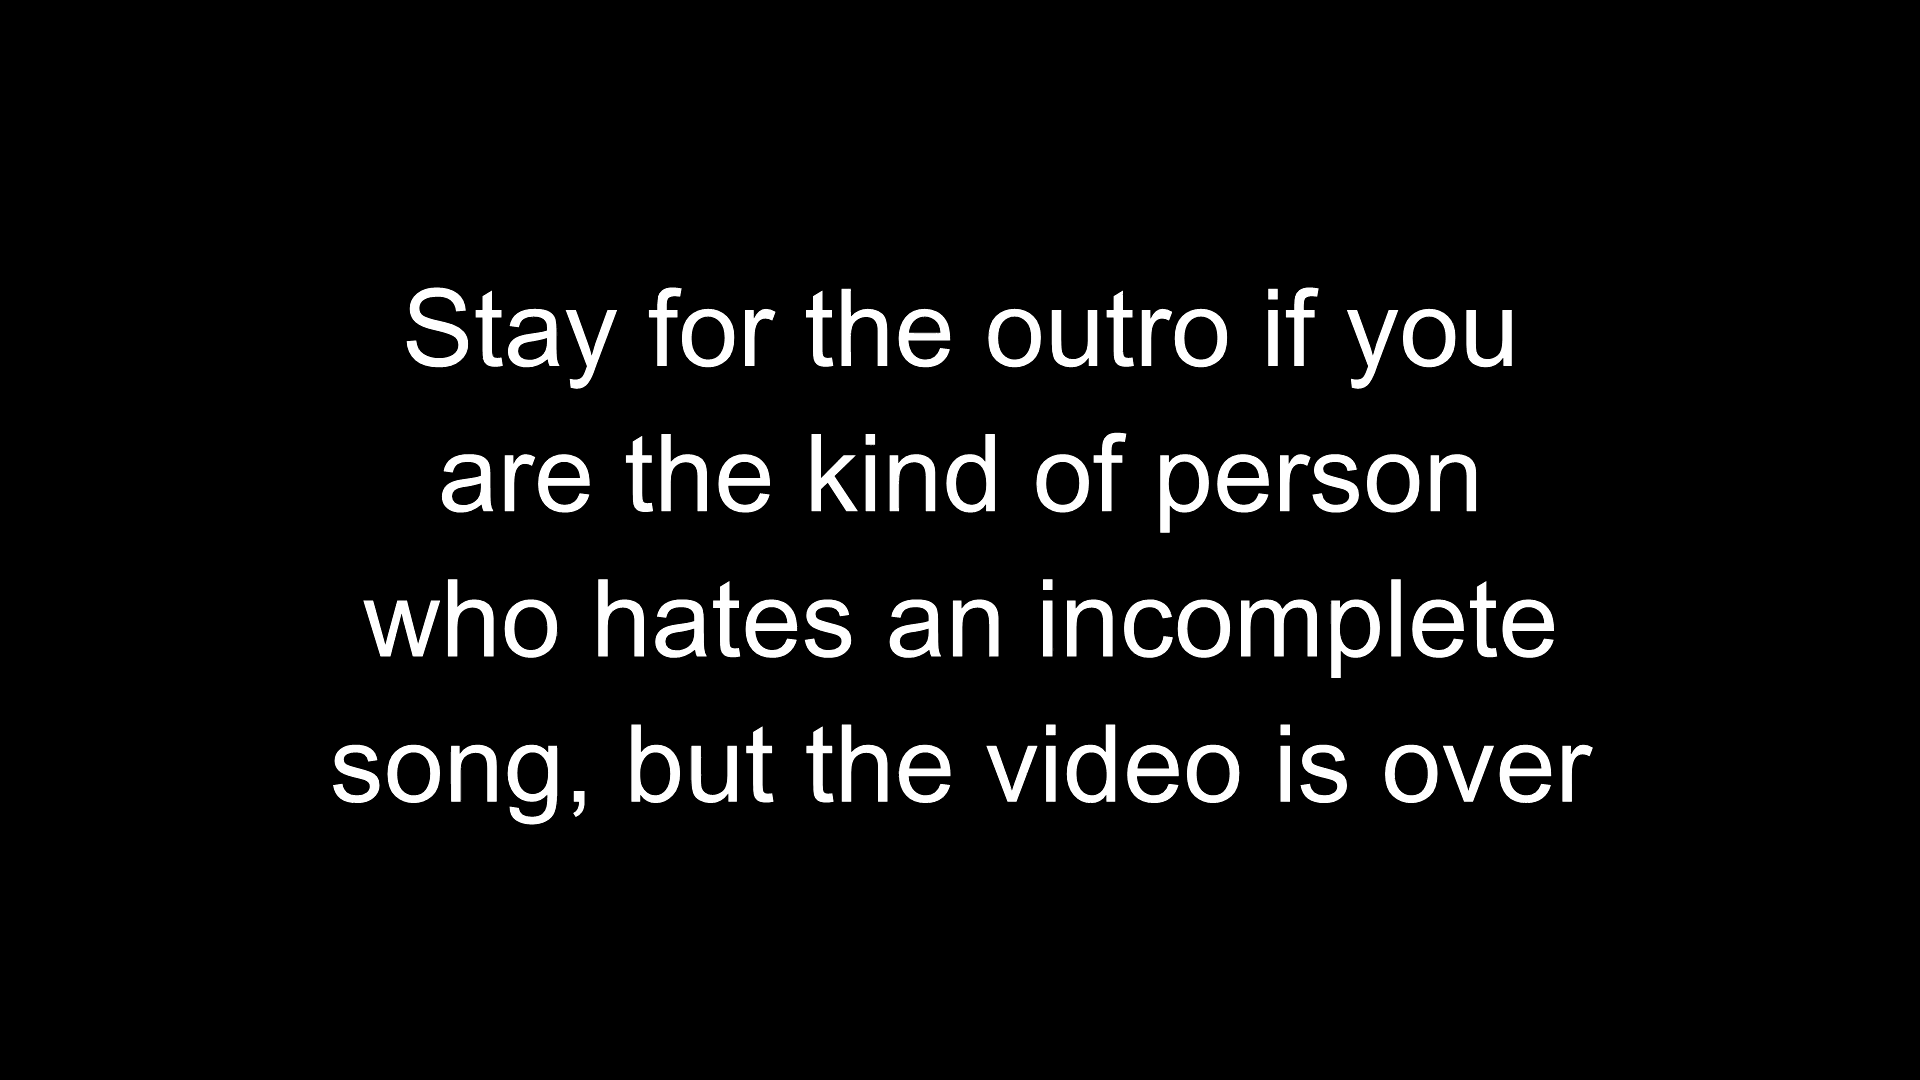 Stay for the outro if you
are the kind of person
who hates an incomplete
song, but the video is over